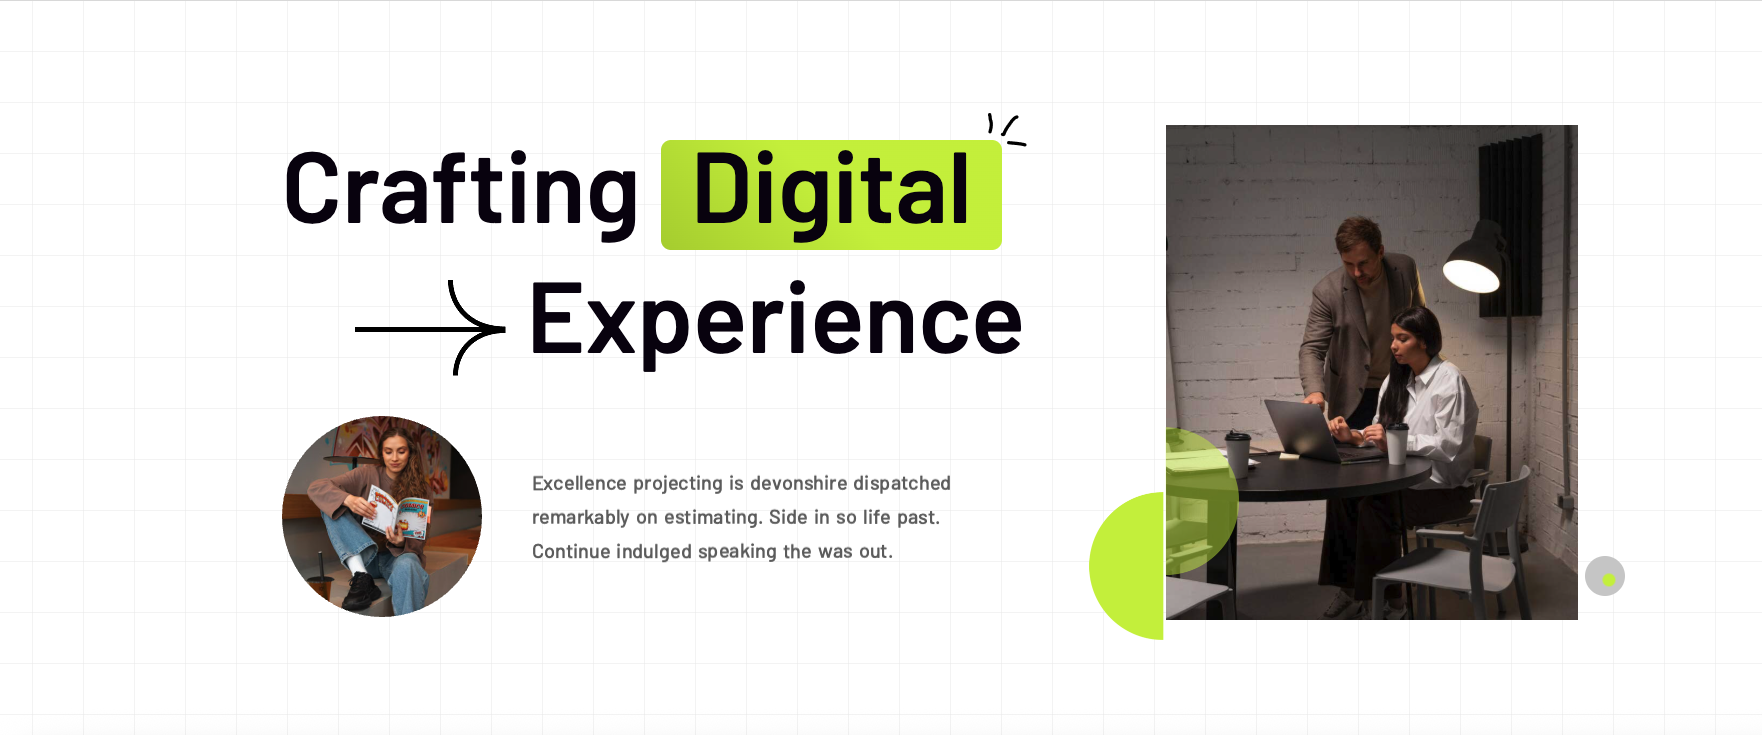 Crafting Digital
Experience
Excellence projecting is devonshire dispatched
remarkably on estimating. Side in so life past.
Continue indulged speaking the was out.